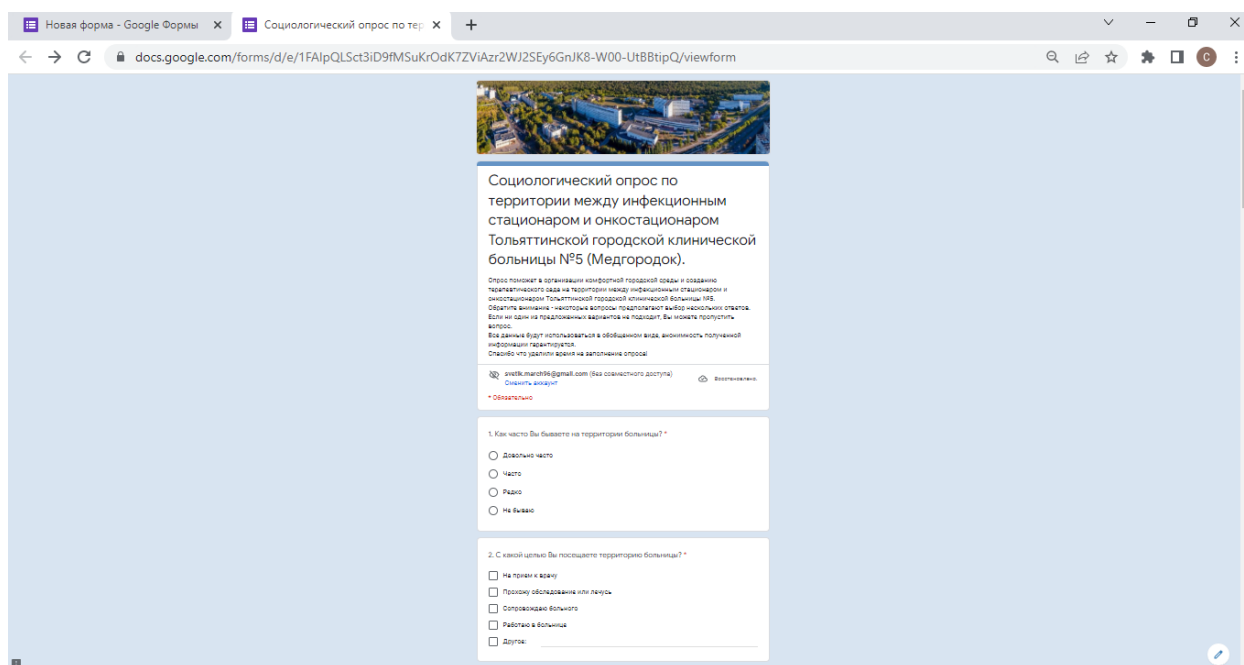 Новая форма - Google Формы
Социологический опрос по тер
docs.google.com/forms/d/e/1FAIpQLSct3iD9fMSuKrOdK7ZViAzr2WJ2SEy6GnJK8-W00-UtBBtipQ/viewform
C
Социологический опрос по
территории между инфекционным
стационаром и онкостационаром
Тольяттинской городской клинической
больницы №5 (Медгородок).
Опрос поможет в организации комфортной городской среды и созданию
терапевтического сада на территории между инфекционным стационаром и
онкостационаром Тольяттинской городской клинической больницы №5.
Обратите внимание - некоторые вопросы предполагают выбор нескольких ответов.
Если ни один из предложенных вариантов не подходит, Вы можете пропустить
вопрос.
Все данные будут использоваться в обобщенном виде, анонимность полученной
информации гарантируется.
Спасибо что уделили время на заполнение опроса!
svetik.march96@gmail.com (без совместного доступа)
Сменить аккаунт
Восстановлено.
* Обязательно
1. Как часто Вы бываете на территории больницы? *
Довольно часто
Часто
Редко
Не бываю
2. С какой целью Вы посещаете территорию больницы? *
На прием к врачу
Прохожу обследование или лечусь
Сопровождаю больного
Работаю в больнице
Другое: